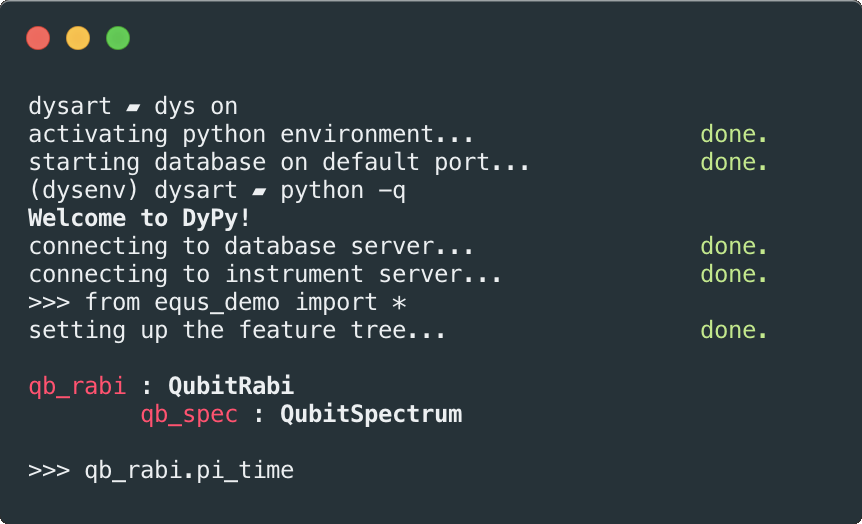 dysart ▰ dys on
activating python environment... done.
starting database on default port... done.
(dysenv) dysart ▰ python -q
Welcome to DyPy!
connecting to database server... done.
connecting to instrument server... done.
>>> from equs_demo import *
setting up the feature tree... done.
qb_rabi : QubitRabi
qb_spec : QubitSpectrum
>>> qb_rabi.pi_time